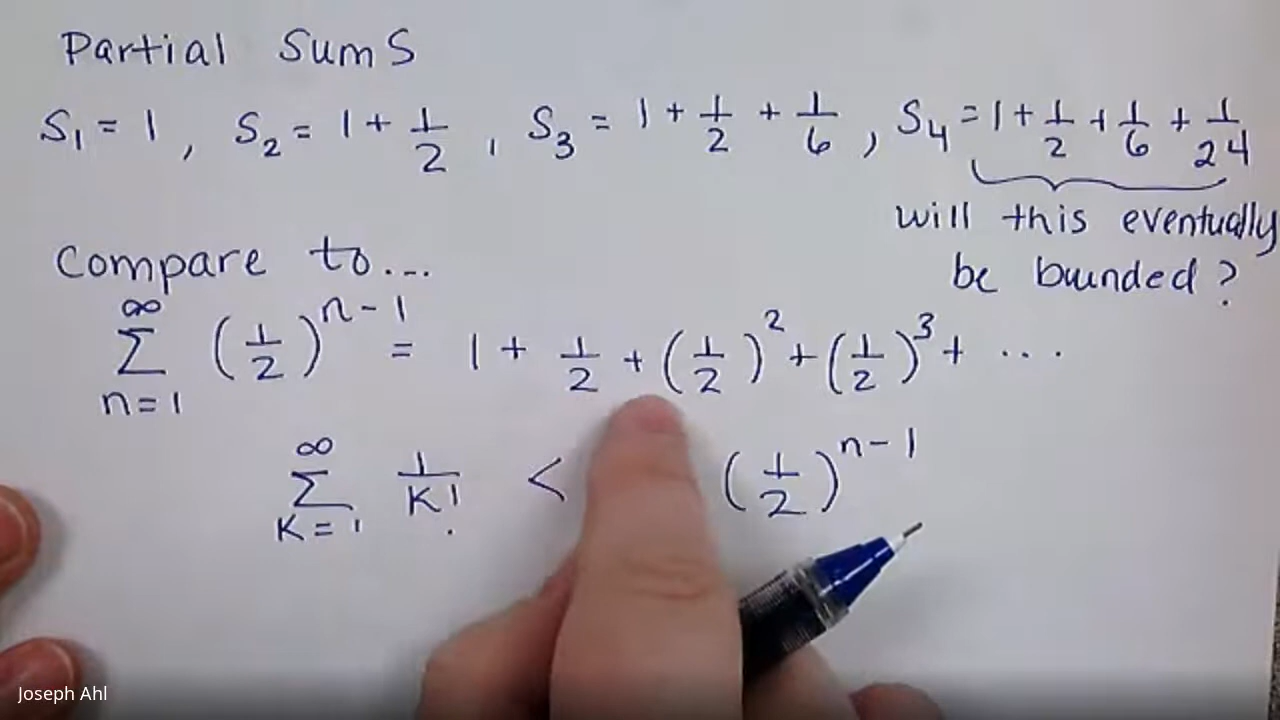 Partial Sums
S₁ = 1 , S₂ = 1 + 1/2 , S₃ = 1 + 1/2 + 1/6 , S₄ = 1 + 1/2 + 1/6 + 1/24
will this eventually
be bounded ?
Compare to...
∞ Σ n=1 (1/2)^(n-1) = 1 + 1/2 + (1/2)^2 + (1/2)^3 + ...
∞ Σ K=1 1/K! < (1/2)^(n-1)
Joseph Ahl